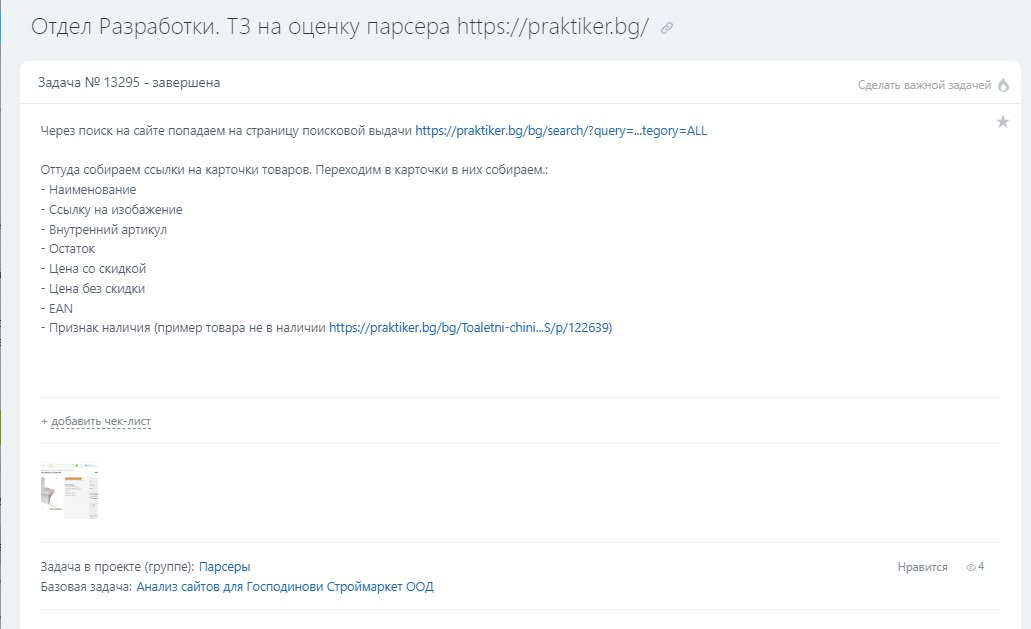 Отдел Разработки. ТЗ на оценку парсера https://praktiker.bg/
Задача № 13295 - завершена
Сделать важной задачей
Через поиск на сайте попадаем на страницу поисковой выдачи https://praktiker.bg/bg/search/?query=...tegory=ALL
Оттуда собираем ссылки на карточки товаров. Переходим в карточки в них собираем.:
- Наименование
- Ссылку на изобажение
- Внутренний артикул
- Остаток
- Цена со скидкой
- Цена без скидки
- EAN
- Признак наличия (пример товара не в наличии https://praktiker.bg/bg/Toaletni-chini...S/p/122639)
+ добавить чек-лист
Задача в проекте (группе): Парсеры
Нравится 4
Базовая задача: Анализ сайтов для Господинови Строймаркет ООД